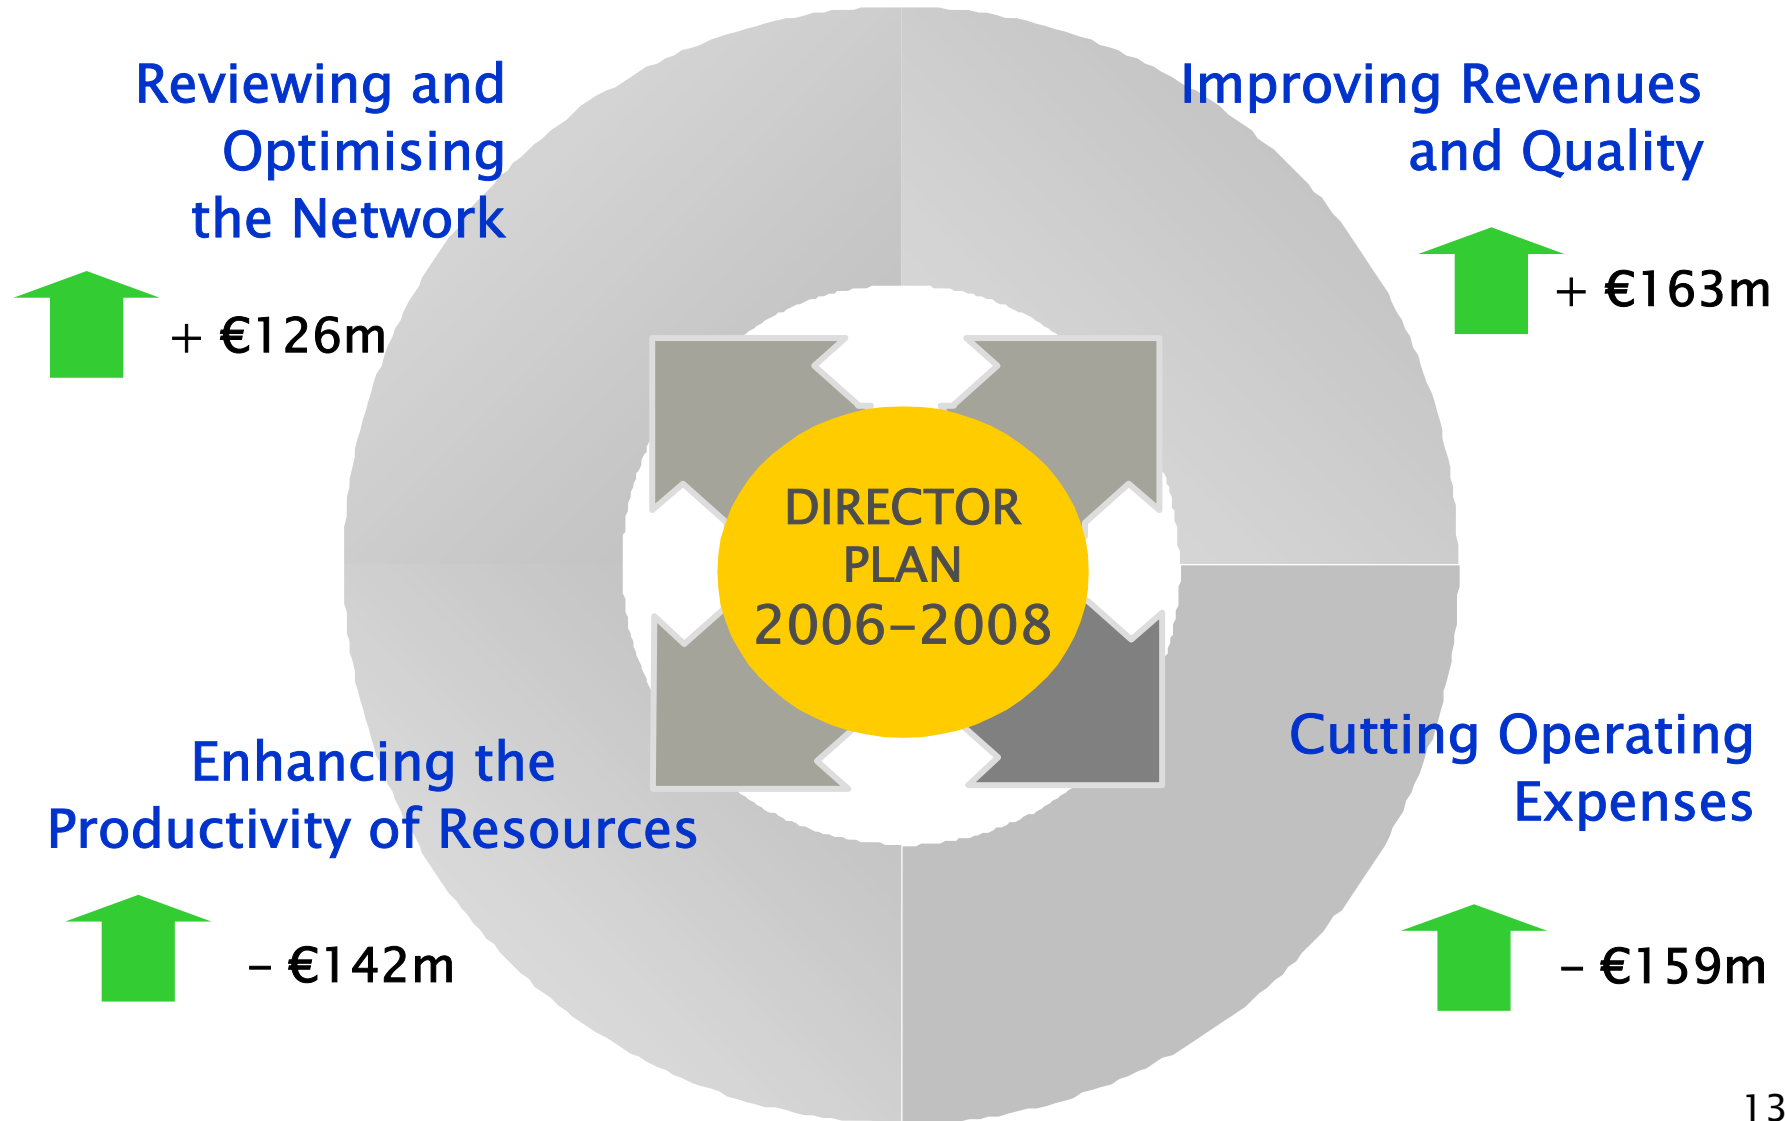 Reviewing and
Optimising
the Network
+ €126m
Improving Revenues
and Quality
+ €163m
DIRECTOR
PLAN
2006–2008
Enhancing the
Productivity of Resources
– €142m
Cutting Operating
Expenses
– €159m
13